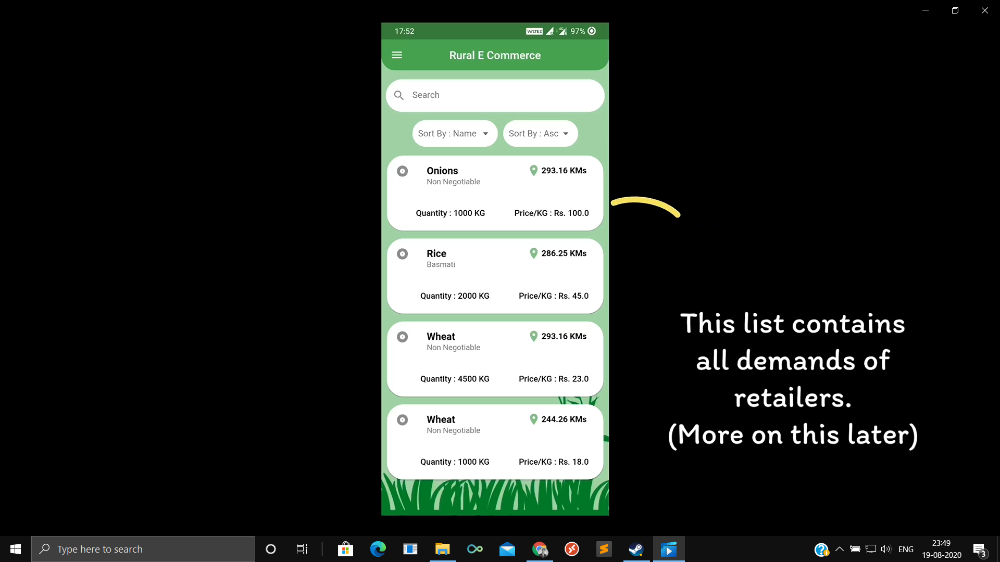 17:52
VoLTE 2 4G R R 97%
Rural E Commerce
Search
Sort By : Name Sort By : Asc
Onions 293.16 KMs
Non Negotiable
Quantity : 1000 KG Price/KG : Rs. 100.0
Rice 286.25 KMs
Basmati
Quantity : 2000 KG Price/KG : Rs. 45.0
Wheat 293.16 KMs
Non Negotiable
Quantity : 4500 KG Price/KG : Rs. 23.0
Wheat 244.26 KMs
Non Negotiable
Quantity : 1000 KG Price/KG : Rs. 18.0
This list contains
all demands of
retailers.
(More on this later)
Type here to search
ENG
23:49
19-08-2020
3